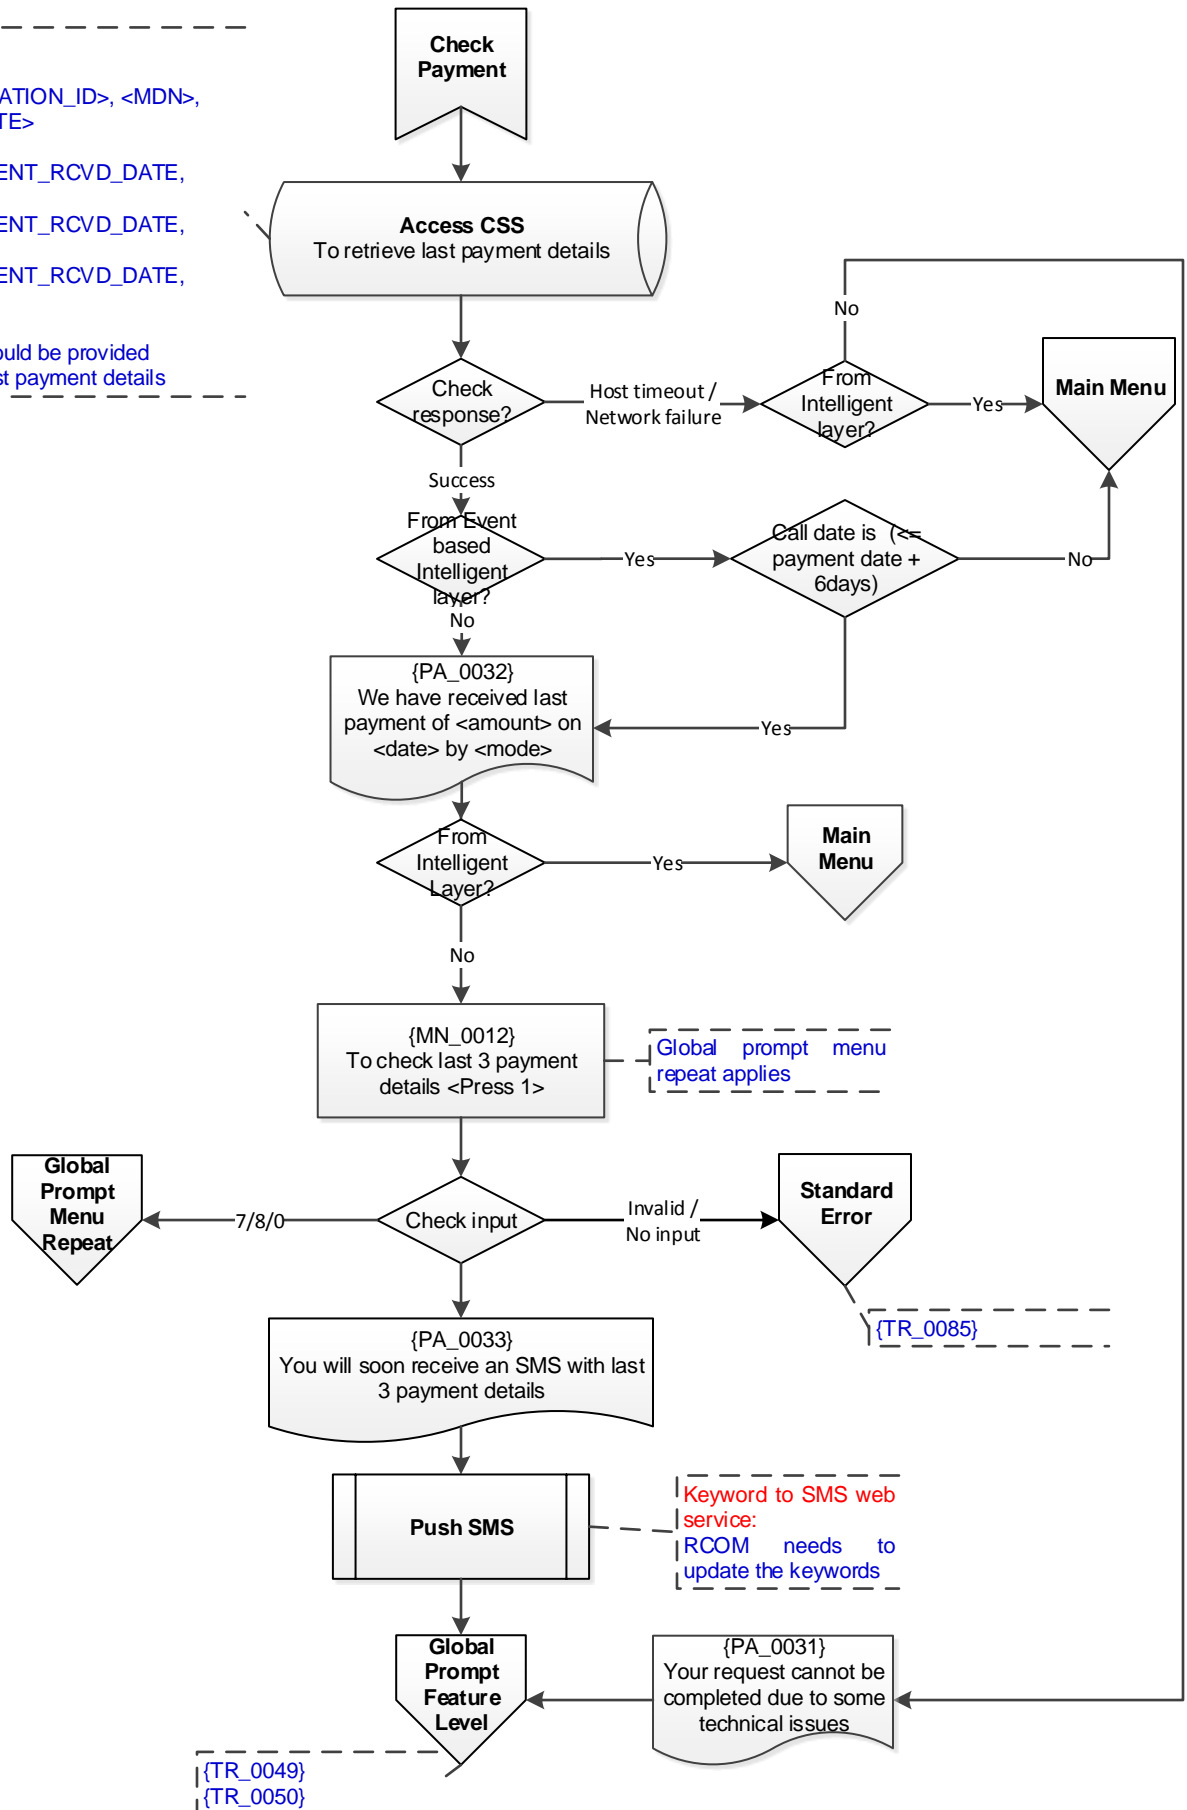 Check
Payment
ATION_ID>, <MDN>,
TE>
ENT_RCVD_DATE,
ENT_RCVD_DATE,
ENT_RCVD_DATE,
ould be provided
st payment details
Access CSS
To retrieve last payment details
No
Check
response?
Host timeout /
Network failure
From
Intelligent
layer?
Yes
Main Menu
Success
From Event
based
Intelligent
layer?
Yes
Call date is (<=
payment date +
6days)
No
No
{PA_0032}
We have received last
payment of <amount> on
<date> by <mode>
Yes
From
Intelligent
Layer?
Yes
Main
Menu
No
{MN_0012}
To check last 3 payment
details <Press 1>
Global prompt menu
repeat applies
Global
Prompt
Menu
Repeat
7/8/0
Check input
Invalid /
No input
Standard
Error
{TR_0085}
{PA_0033}
You will soon receive an SMS with last
3 payment details
Push SMS
Keyword to SMS web
service:
RCOM needs to
update the keywords
Global
Prompt
Feature
Level
{PA_0031}
Your request cannot be
completed due to some
technical issues
{TR_0049}
{TR_0050}